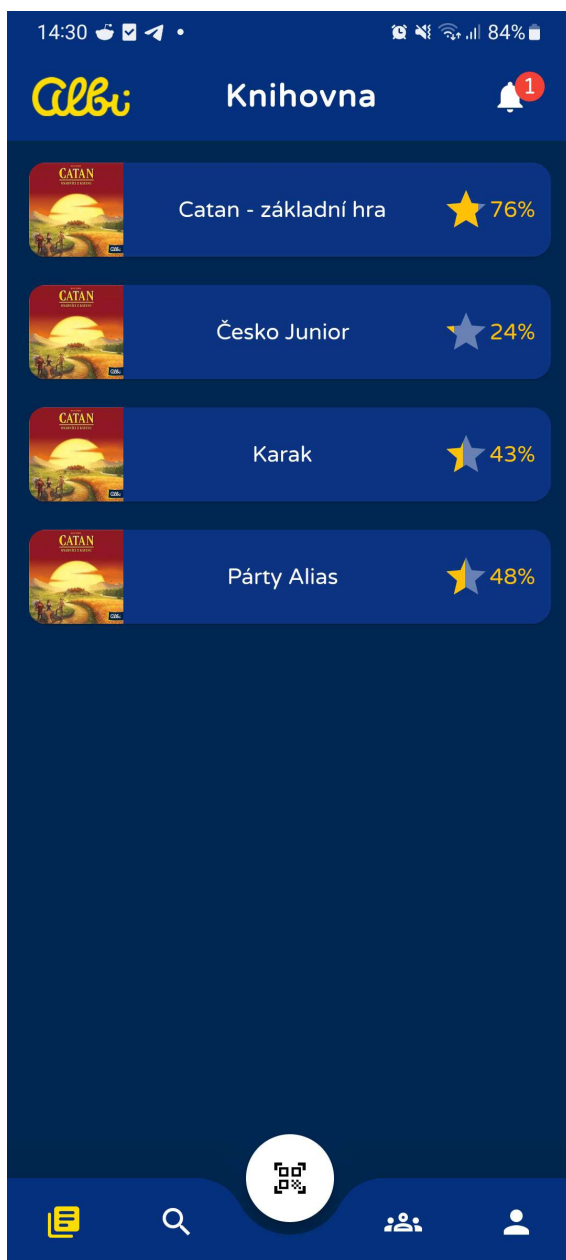 14:30
84%
albi
Knihovna
1
CATAN
Catan - základní hra
76%
CATAN
Česko Junior
24%
CATAN
Karak
43%
CATAN
Párty Alias
48%